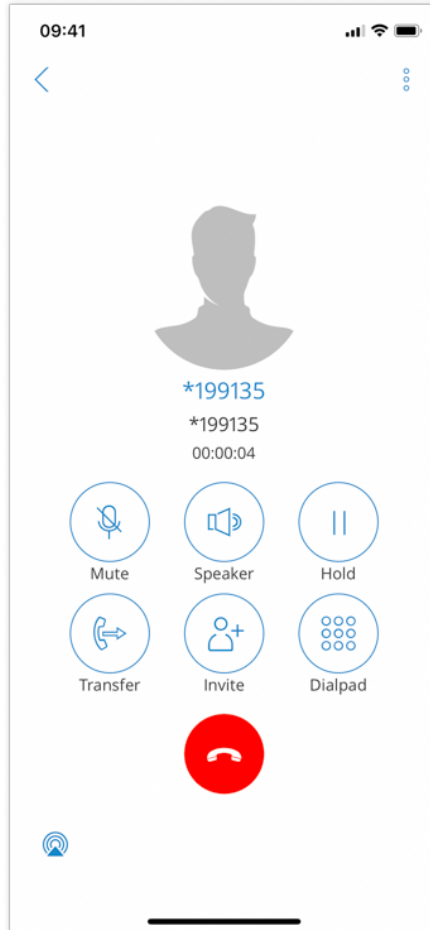 09:41
*199135
*199135
00:00:04
Mute Speaker Hold
Transfer Invite Dialpad